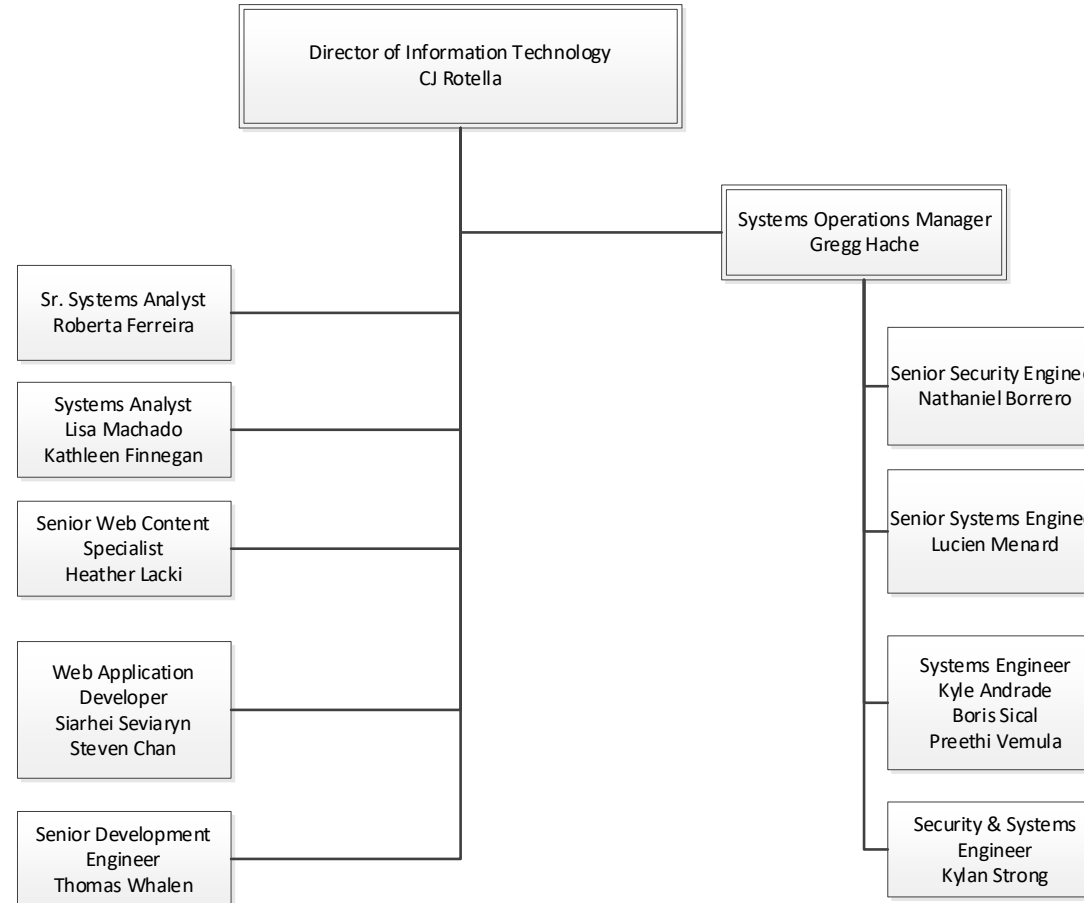 Director of Information Technology
CJ Rotella
Systems Operations Manager
Gregg Hache
Sr. Systems Analyst
Roberta Ferreira
Systems Analyst
Lisa Machado
Kathleen Finnegan
Senior Web Content
Specialist
Heather Lacki
Web Application
Developer
Siarhei Seviaryn
Steven Chan
Senior Development
Engineer
Thomas Whalen
Senior Security
Nathaniel Borrero
Senior Systems
Lucien Menard
Systems Engineer
Kyle Andrade
Boris Sical
Preethi Vemula
Security & Systems
Engineer
Kylan Strong